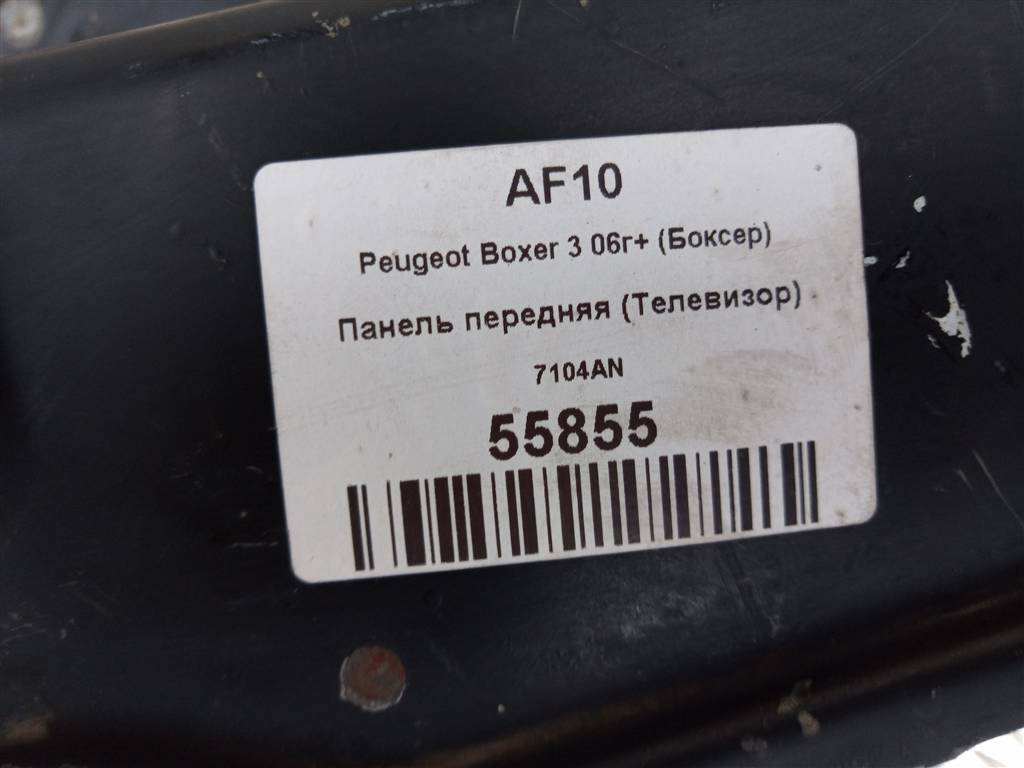 AF10
Peugeot Boxer 3 06г+ (Боксер)
Панель передняя (Телевизор)
7104AN
55855